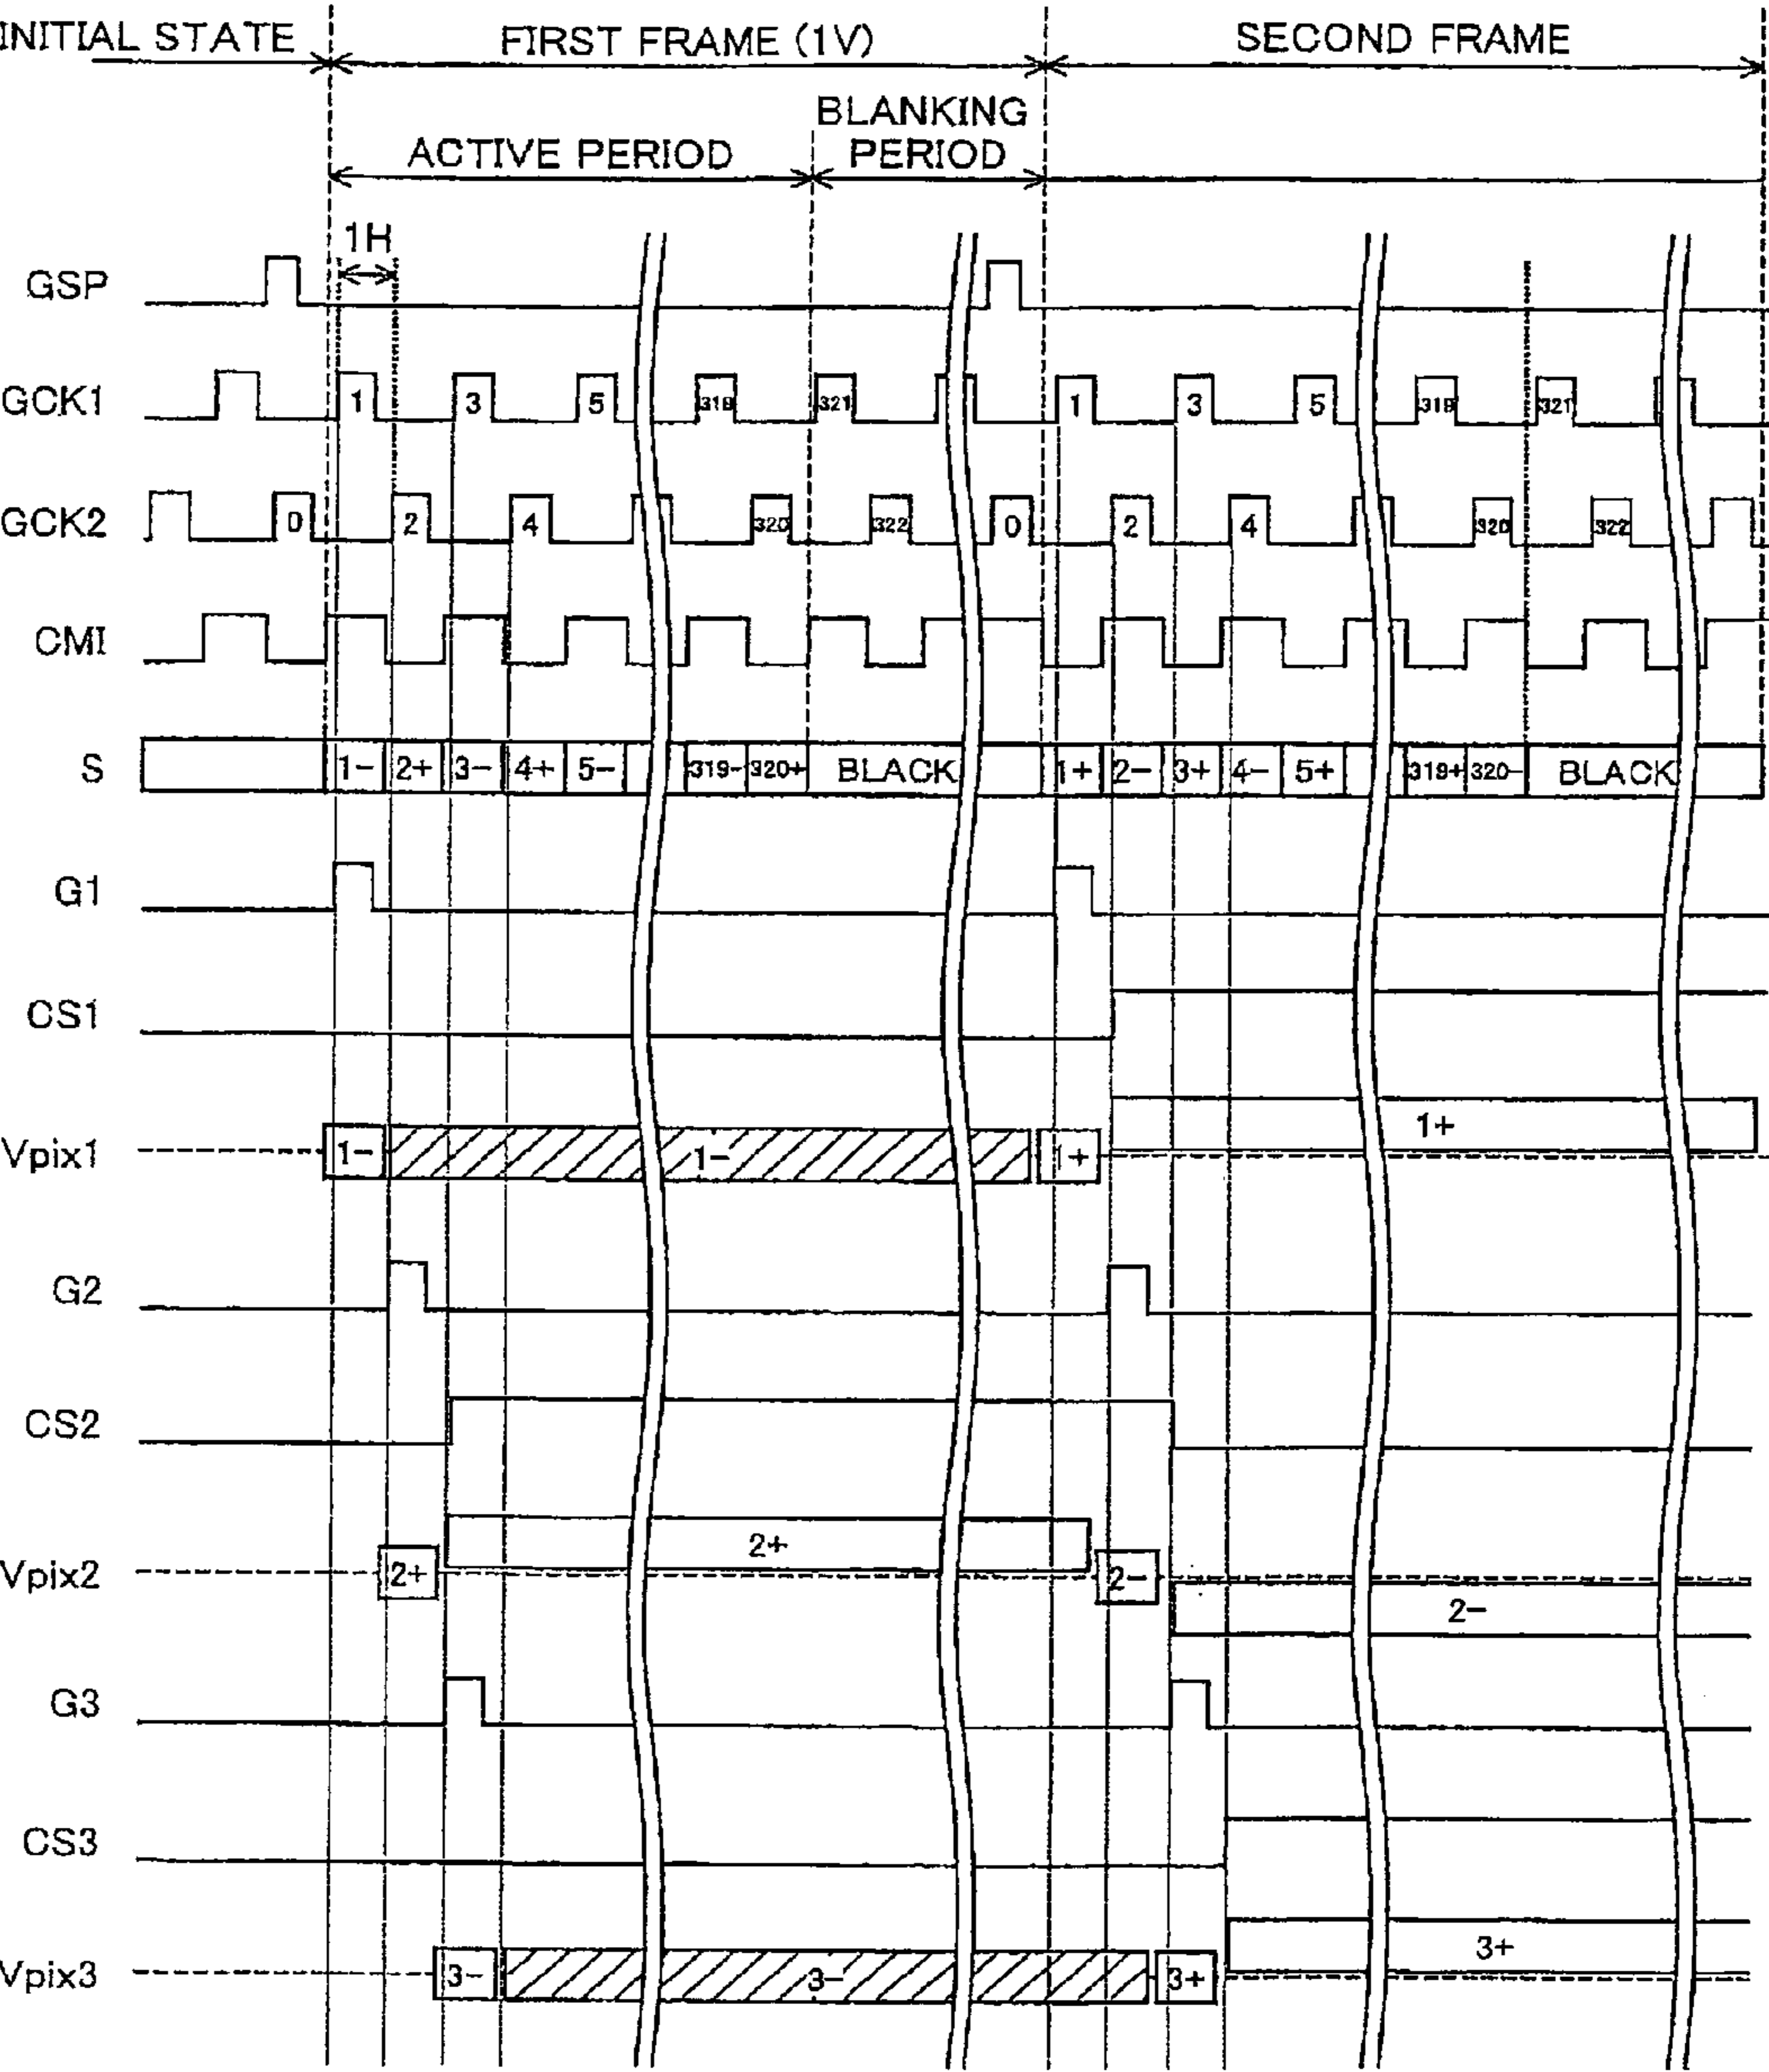 INITIAL STATE FIRST FRAME (1V) SECOND FRAME
BLANKING
ACTIVE PERIOD PERIOD
1H
GSP
GCK1 1 3 5 319 321 1 3 5 319 321
GCK2 0 2 4 320 322 0 2 4 320 322
CMI
S 1- 2+ 3- 4+ 5- 319- 320+ BLACK 1+ 2- 3+ 4- 5+ 319+ 320- BLACK
G1
CS1
1+
Vpix1 1- 1- 1+
G2
CS2
2+
Vpix2 2+ 2-
2-
G3
CS3
3+
Vpix3 3- 3- 3+